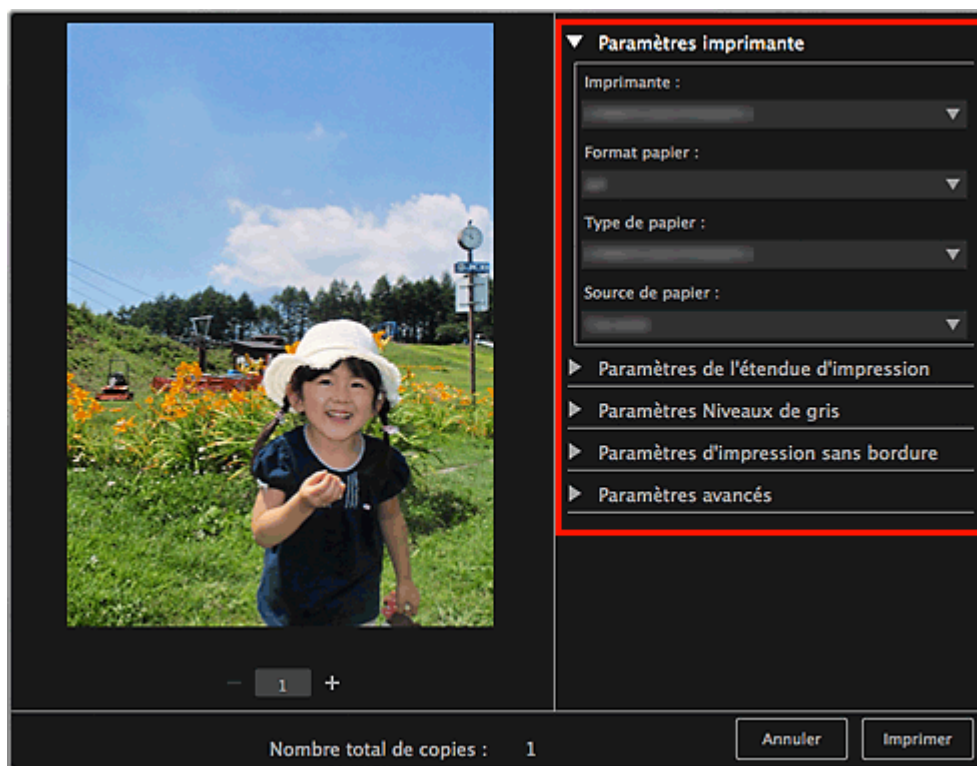 Paramètres imprimante
Imprimante :
Format papier :
Type de papier :
Source de papier :
Paramètres de l'étendue d'impression
Paramètres Niveaux de gris
Paramètres d'impression sans bordure
Paramètres avancés
1
Nombre total de copies : 1
Annuler
Imprimer